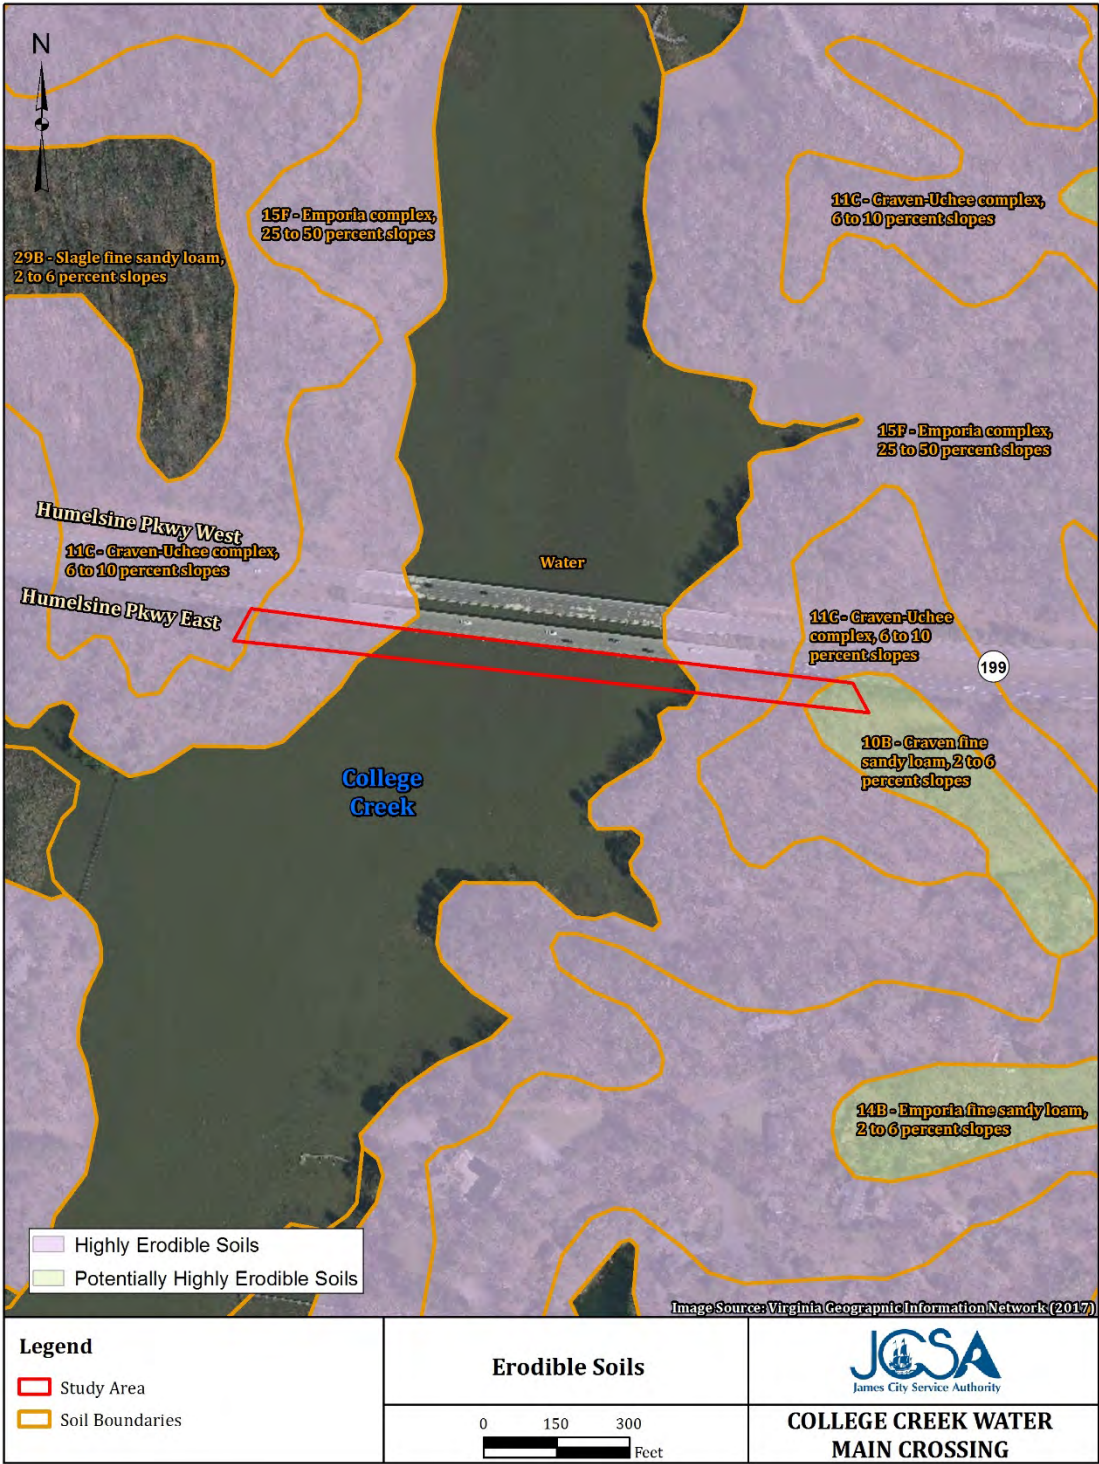 N
15F - Emporia complex,
25 to 50 percent slopes
11C - Craven-Uchee complex,
6 to 10 percent slopes
29B - Slagle fine sandy loam,
2 to 6 percent slopes
15F - Emporia complex,
25 to 50 percent slopes
Humelsine Pkwy West
11C - Craven-Uchee complex,
6 to 10 percent slopes
Water
Humelsine Pkwy East
11C - Craven-Uchee
complex, 6 to 10
percent slopes
199
10B - Craven fine
sandy loam, 2 to 6
percent slopes
College
Creek
14B - Emporia fine sandy loam,
2 to 6 percent slopes
Highly Erodible Soils
Potentially Highly Erodible Soils
Image Source: Virginia Geographic Information Network (2017)
Legend
Study Area
Soil Boundaries
Erodible Soils
0 150 300
Feet
JCSA
James City Service Authority
COLLEGE CREEK WATER
MAIN CROSSING